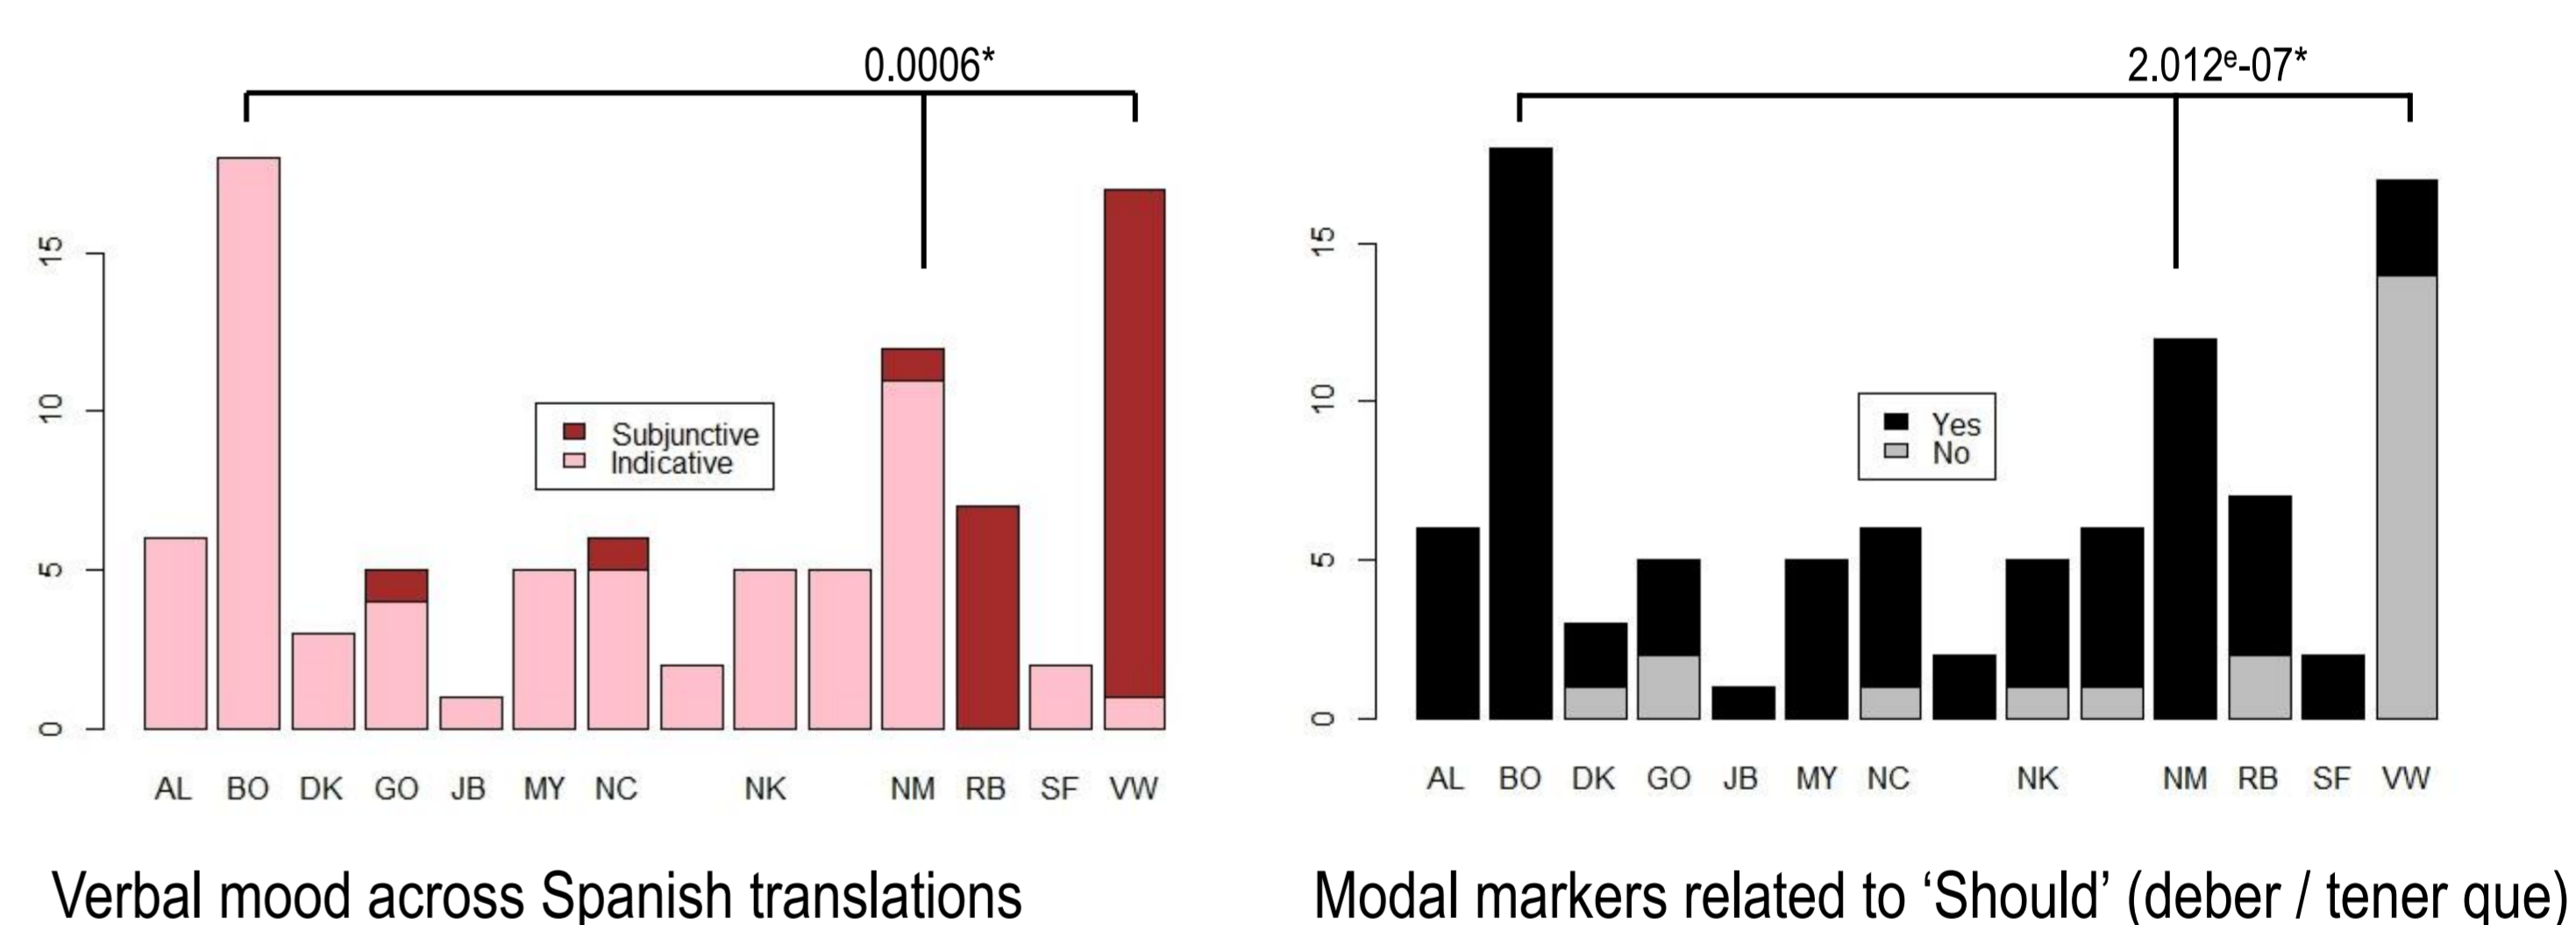 0.0006*
15
10
5
0
Subjunctive
Indicative
AL BO DK GO JB MY NC NK NM RB SF VW
Verbal mood across Spanish translations
2.012ᵉ-07*
15
10
5
0
Yes
No
AL BO DK GO JB MY NC NK NM RB SF VW
Modal markers related to ‘Should’ (deber / tener que)